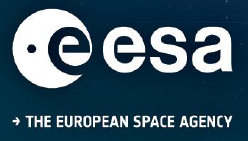 esa
→ THE EUROPEAN SPACE AGENCY